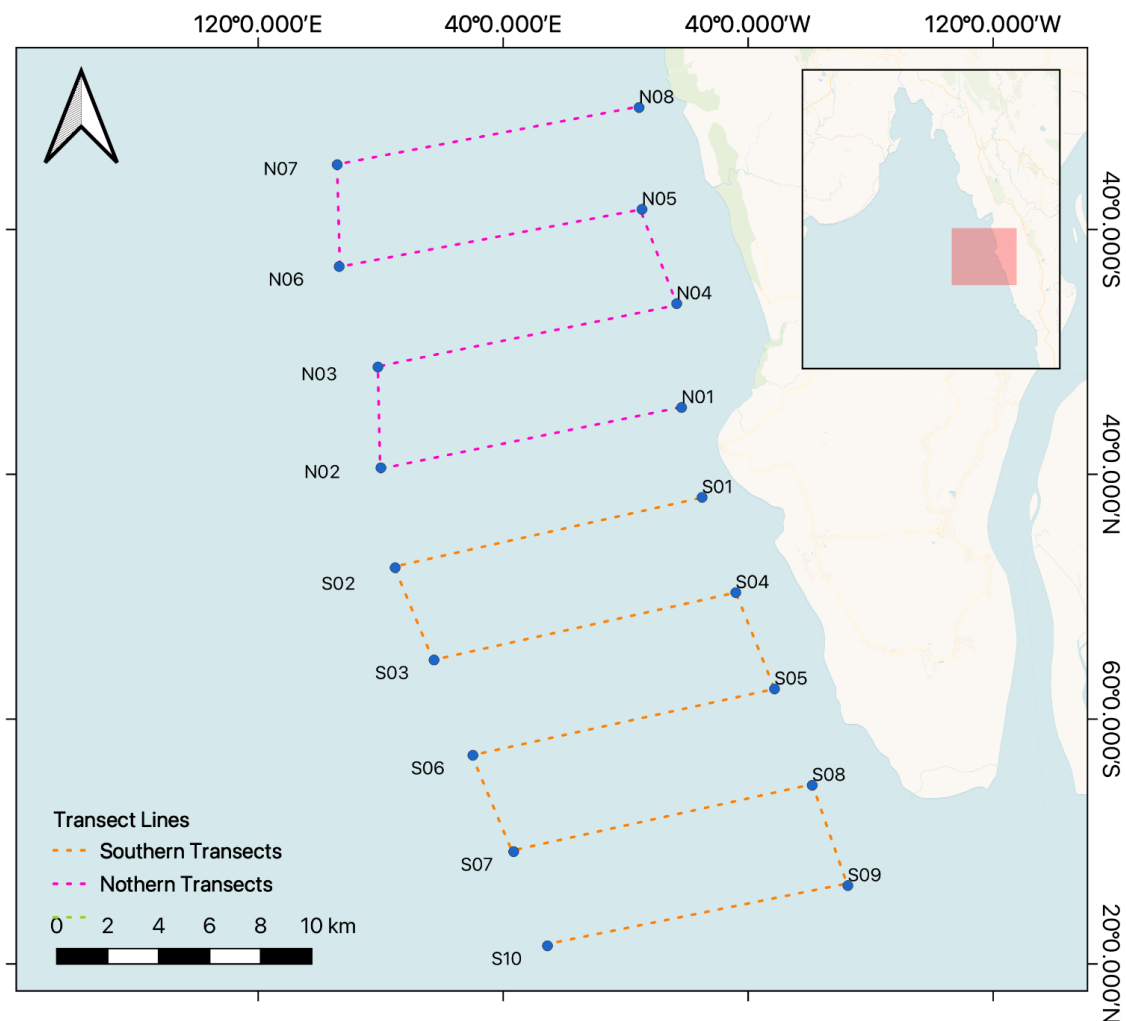 120°0.000′E 40°0.000′E 40°0.000′W 120°0.000′W
N08
N07
40°0.000′S
N05
N06
N04
N03
N01
40°0.000′N
N02
S01
S02
S04
S03
S05
60°0.000′S
S06
S08
Transect Lines
Southern Transects
S07
S09
Nothern Transects
20°0.000′N
0 2 4 6 8 10 km
S10